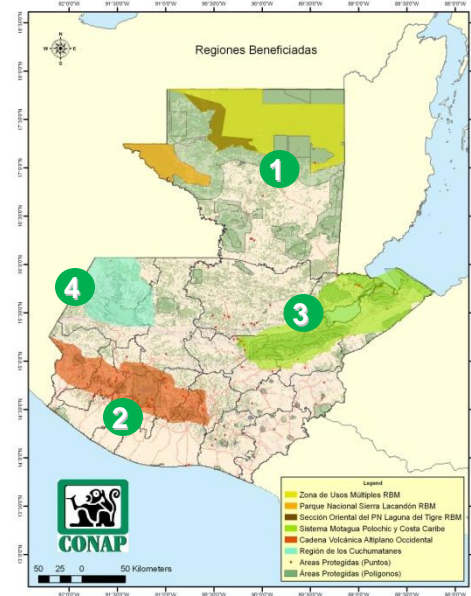 Regiones Beneficiadas
N
W
E
S
1
4
3
2
CONAP
50 25 0 50 Kilometers
Legend
Zona de Usos Múltiples RBM
Parque Nacional Sierra Lacandón RBM
Sección Oriental del PN Laguna del Tigre RBM
Sistema Motagua Polochic y Costa Caribe
Cadena Volcánica Altiplano Occidental
Región de los Cuchumatanes
Areas Protegidas (Puntos)
Áreas Protegidas (Polígonos)